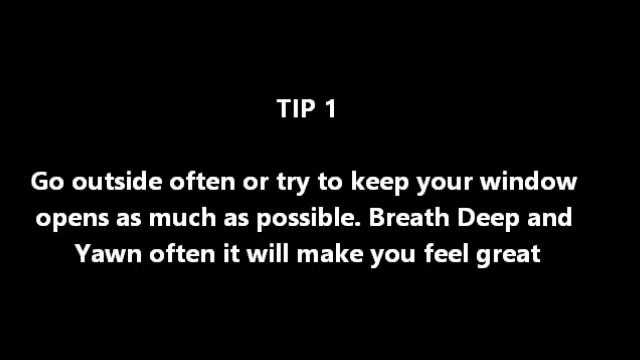 TIP 1
Go outside often or try to keep your window
opens as much as possible. Breath Deep and
Yawn often it will make you feel great